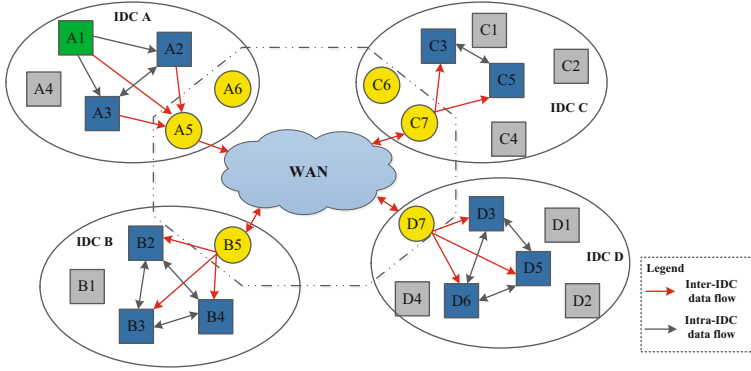 IDC A
A1
A2
A3
A4
A5
A6
C1
C2
C3
C4
C5
C6
C7
IDC C
WAN
IDC B
B1
B2
B3
B4
B5
D1
D2
D3
D4
D5
D6
D7
IDC D
Legend
Inter-IDC
data flow
Intra-IDC
data flow